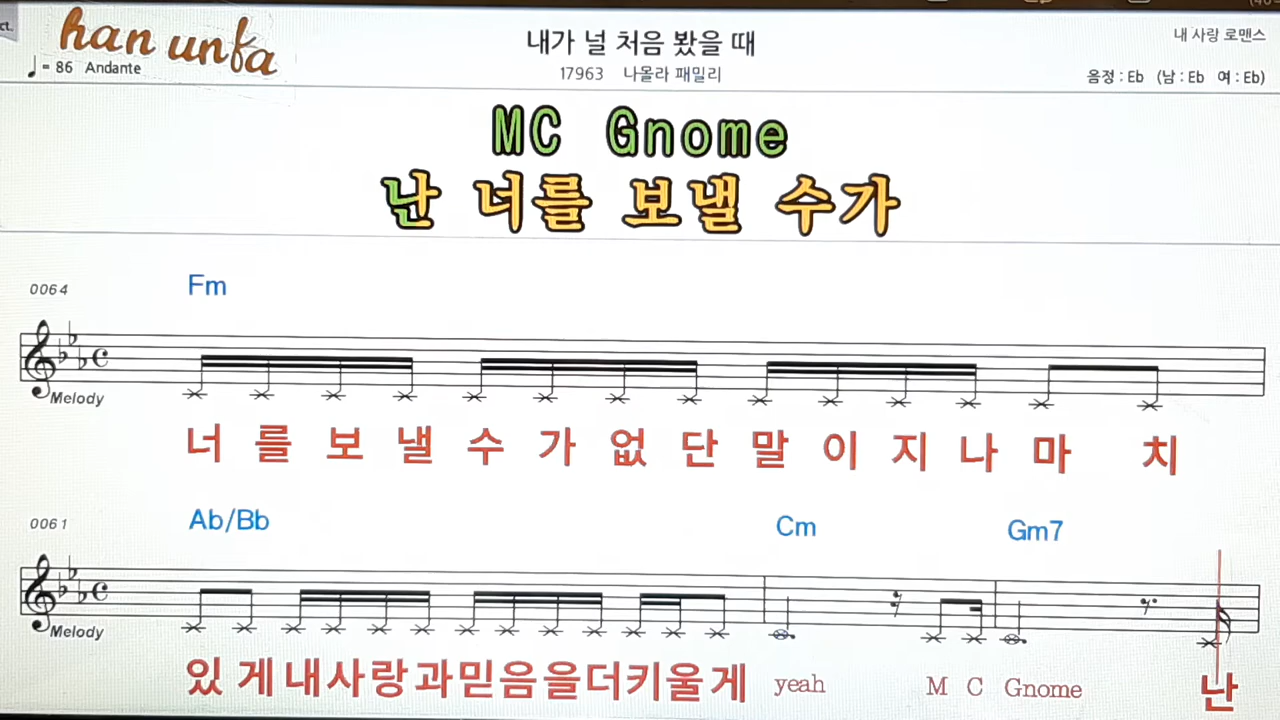 ct.
han unfa
내가 널 처음 봤을 때
내 사랑 로맨스
= 86 Andante
17963 나몰라 패밀리
음정 : Eb (남 : Eb 여 : Eb)
MC Gnome
난 너를 보낼 수가
0064
Fm
Melody
너 를 보 낼 수 가 없 단 말 이 지 나 마 치
0061
Ab/Bb Cm Gm7
Melody
있 게 내 사 랑 과 믿 음 을 더 키 울 게 yeah M C Gnome 난